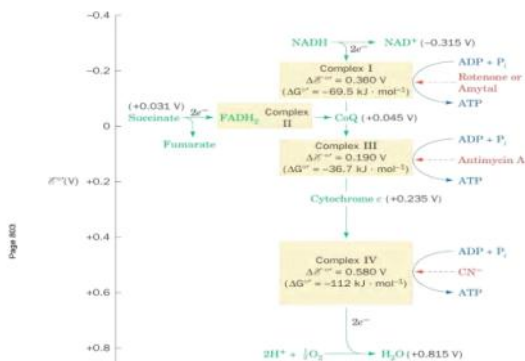 −0.4
NADH → NAD⁺ (−0.315 V)
2e⁻
−0.2
Complex I
Δℰ°′ = 0.360 V
(ΔG°′ = −69.5 kJ · mol⁻¹)
ADP + Pᵢ
Rotenone or
Amytal
ATP
(+0.031 V)
Succinate
2e⁻
FADH₂
Complex
II
CoQ (+0.045 V)
0
Fumarate
Complex III
Δℰ°′ = 0.190 V
(ΔG°′ = −36.7 kJ · mol⁻¹)
ADP + Pᵢ
Antimycin A
ATP
ℰ°′(V)
+0.2
Cytochrome c (+0.235 V)
+0.4
Complex IV
Δℰ°′ = 0.580 V
(ΔG°′ = −112 kJ · mol⁻¹)
ADP + Pᵢ
CN⁻
ATP
+0.6
2e⁻
+0.8
2H⁺ + ½O₂
H₂O (+0.815 V)
Page 803